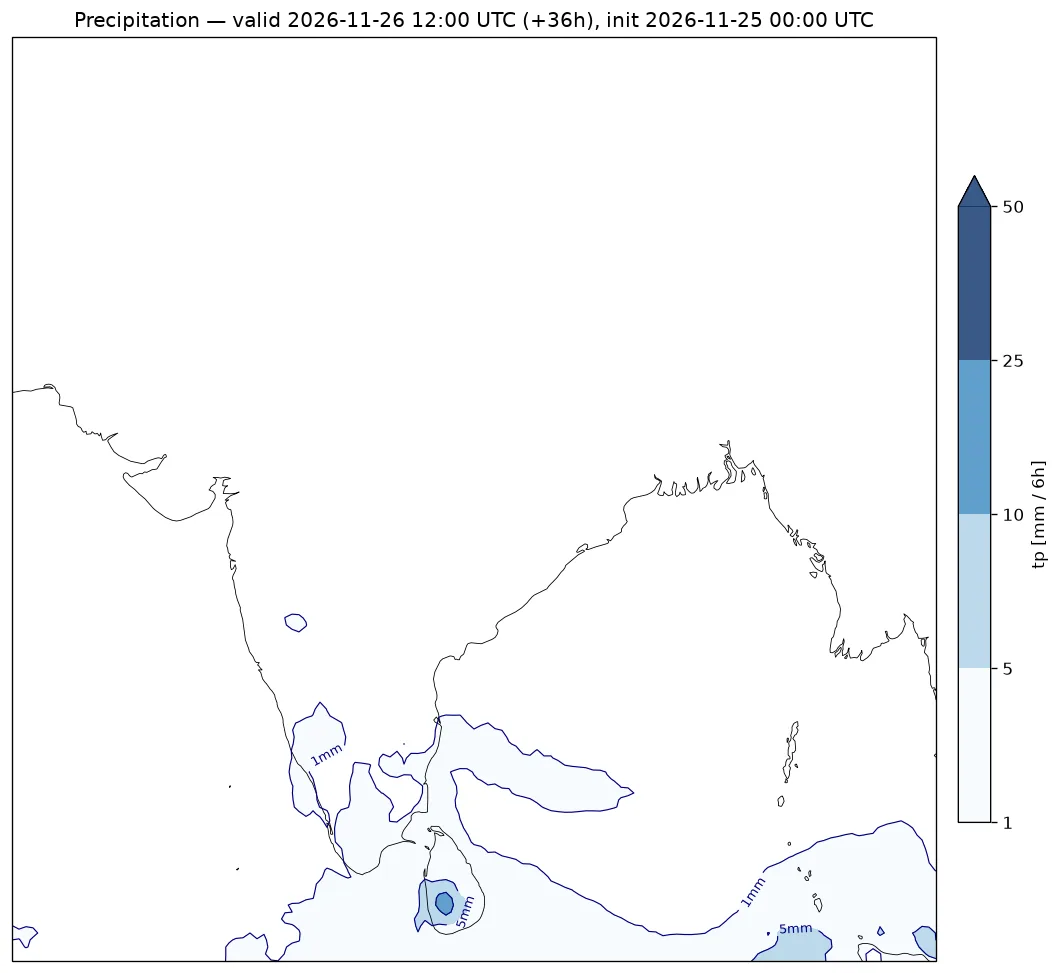 Precipitation — valid 2026-11-26 12:00 UTC (+36h), init 2026-11-25 00:00 UTC
50
25
10
5
1
tp [mm / 6h]
1mm
1mm
5mm
5mm